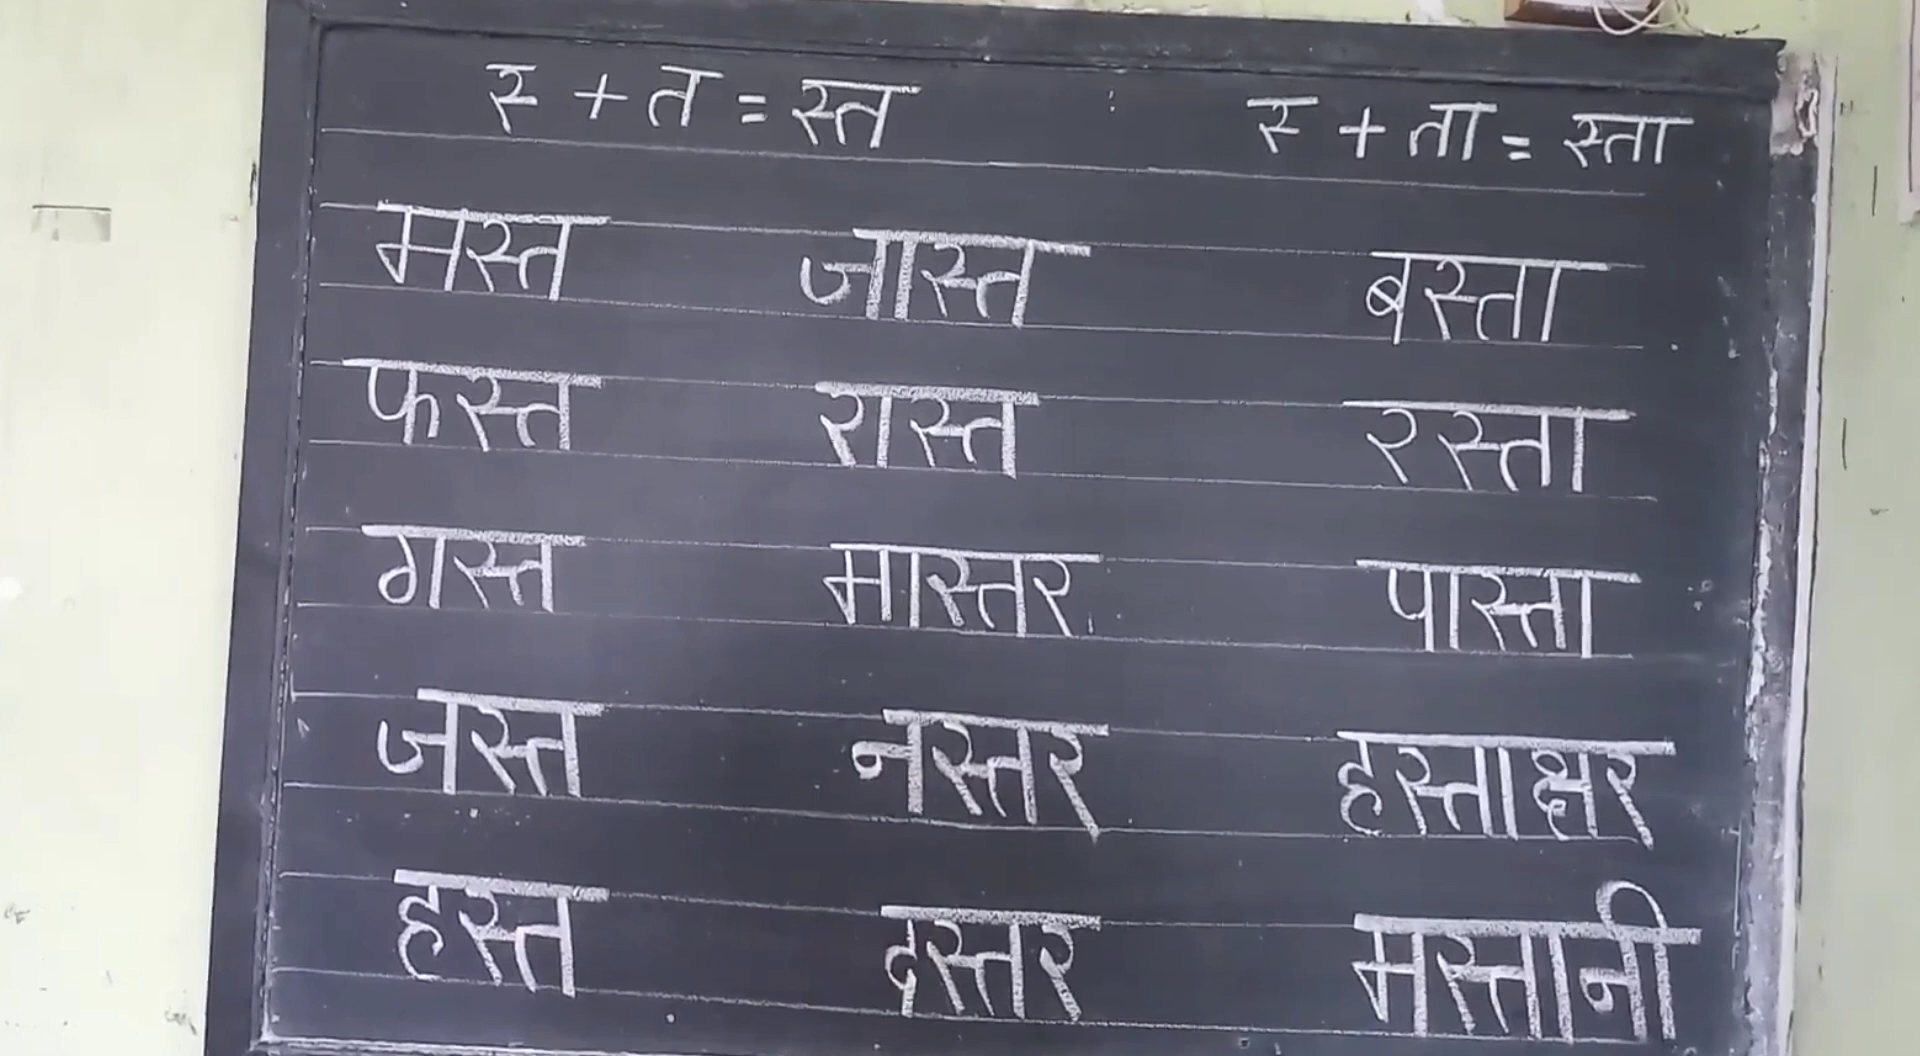 स् + त = स्त स् + ता = स्ता
मस्त जास्त बस्ता
फस्त रास्त रस्ता
गस्त मास्तर पास्ता
जस्त नस्तर हस्ताक्षर
हस्त दस्तर मस्तानी